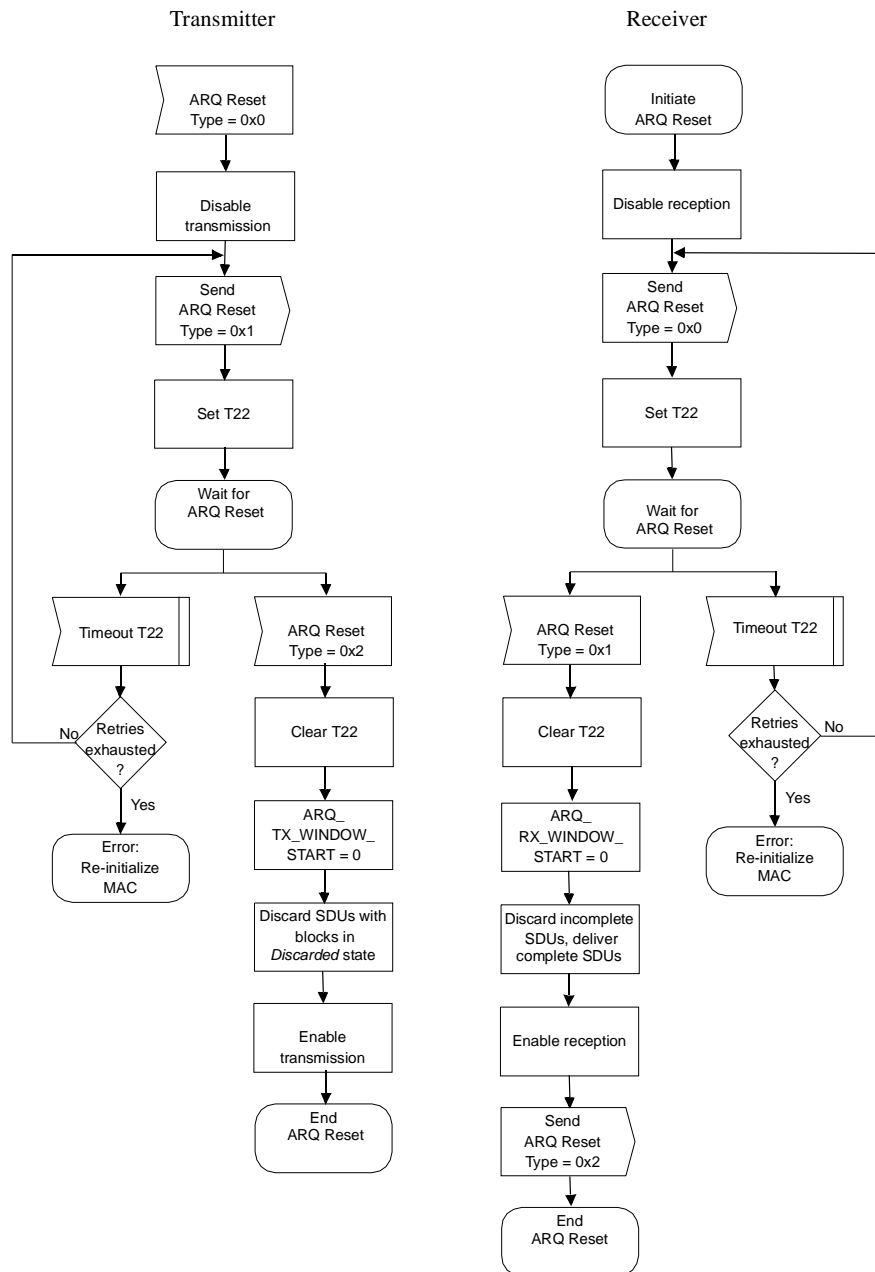 Transmitter
ARQ Reset
Type = 0x0
Disable
transmission
Send
ARQ Reset
Type = 0x1
Set T22
Wait for
ARQ Reset
Timeout T22
ARQ Reset
Type = 0x2
No
Retries
exhausted
?
Yes
Error:
Re-initialize
MAC
Clear T22
ARQ_
TX_WINDOW_
START = 0
Discard SDUs with
blocks in
Discarded state
Enable
transmission
End
ARQ Reset
Receiver
Initiate
ARQ Reset
Disable reception
Send
ARQ Reset
Type = 0x0
Set T22
Wait for
ARQ Reset
ARQ Reset
Type = 0x1
Timeout T22
Clear T22
ARQ_
RX_WINDOW_
START = 0
Discard incomplete
SDUs, deliver
complete SDUs
Enable reception
Send
ARQ Reset
Type = 0x2
End
ARQ Reset
Retries
exhausted
?
No
Yes
Error:
Re-initialize
MAC